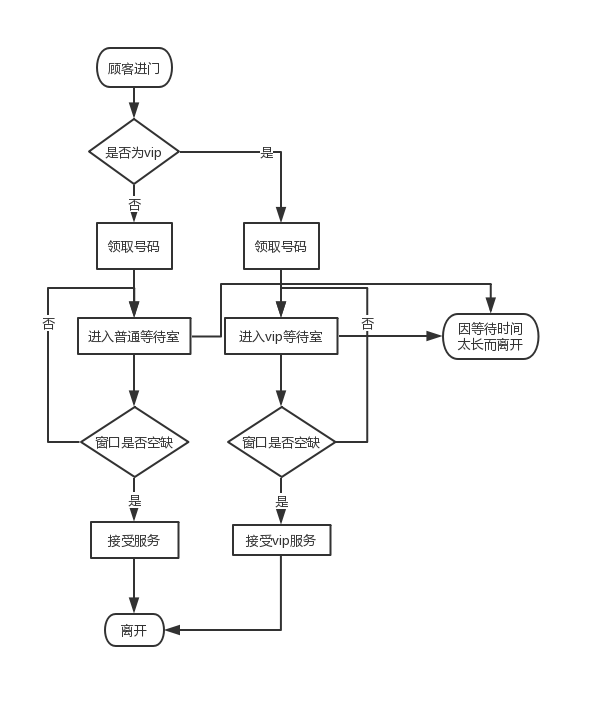 顾客进门
是否为vip
是
否
领取号码
领取号码
否
否
进入普通等待室
进入vip等待室
因等待时间
太长而离开
窗口是否空缺
窗口是否空缺
是
是
接受服务
接受vip服务
离开